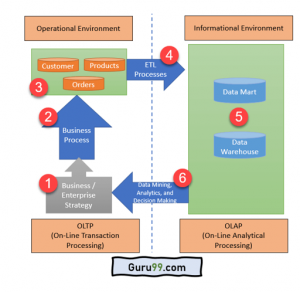 Operational Environment
Informational Environment
4
Customer
Products
Orders
3
ETL
Processes
Data Mart
5
Data
Warehouse
2
Business
Process
1
Business /
Enterprise
Strategy
6
Data Mining,
Analytics, and
Decision Making
OLTP
(On-Line Transaction
Processing)
OLAP
(On-Line Analytical
Processing)
Guru99.com